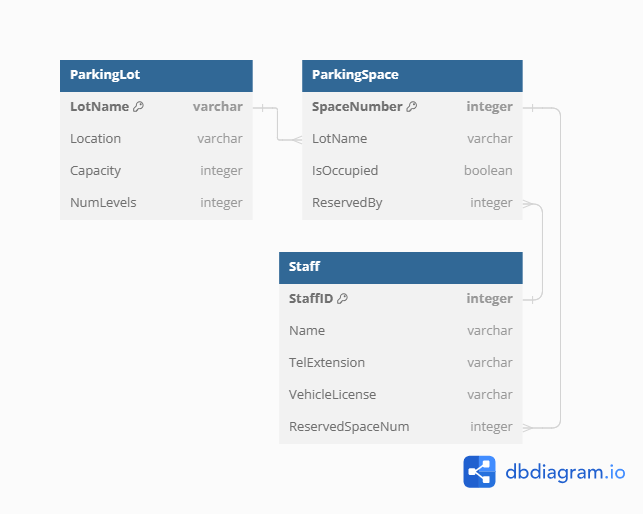 ParkingLot
LotName varchar
Location varchar
Capacity integer
NumLevels integer
ParkingSpace
SpaceNumber integer
LotName varchar
IsOccupied boolean
ReservedBy integer
Staff
StaffID integer
Name varchar
TelExtension varchar
VehicleLicense varchar
ReservedSpaceNum integer
dbdiagram.io